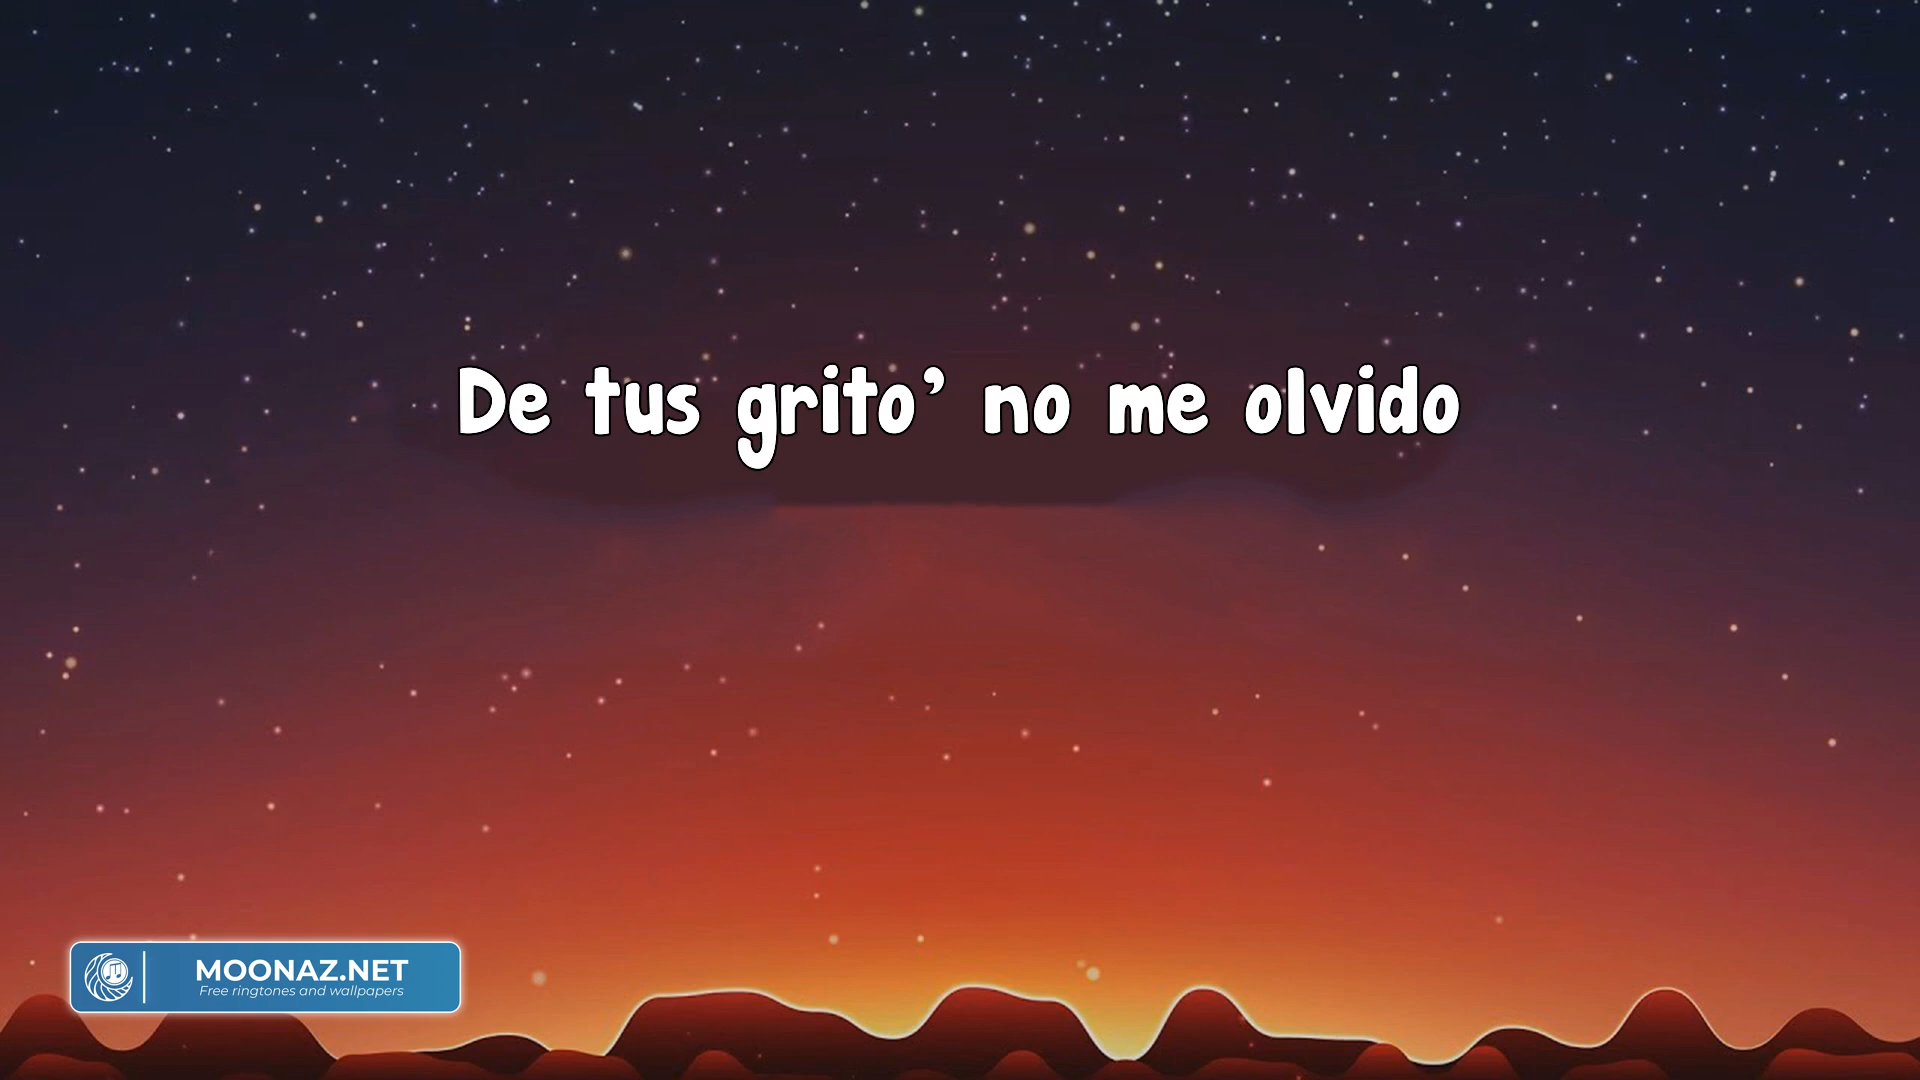 De tus grito’ no me olvido
MOONAZ.NET
Free ringtones and wallpapers